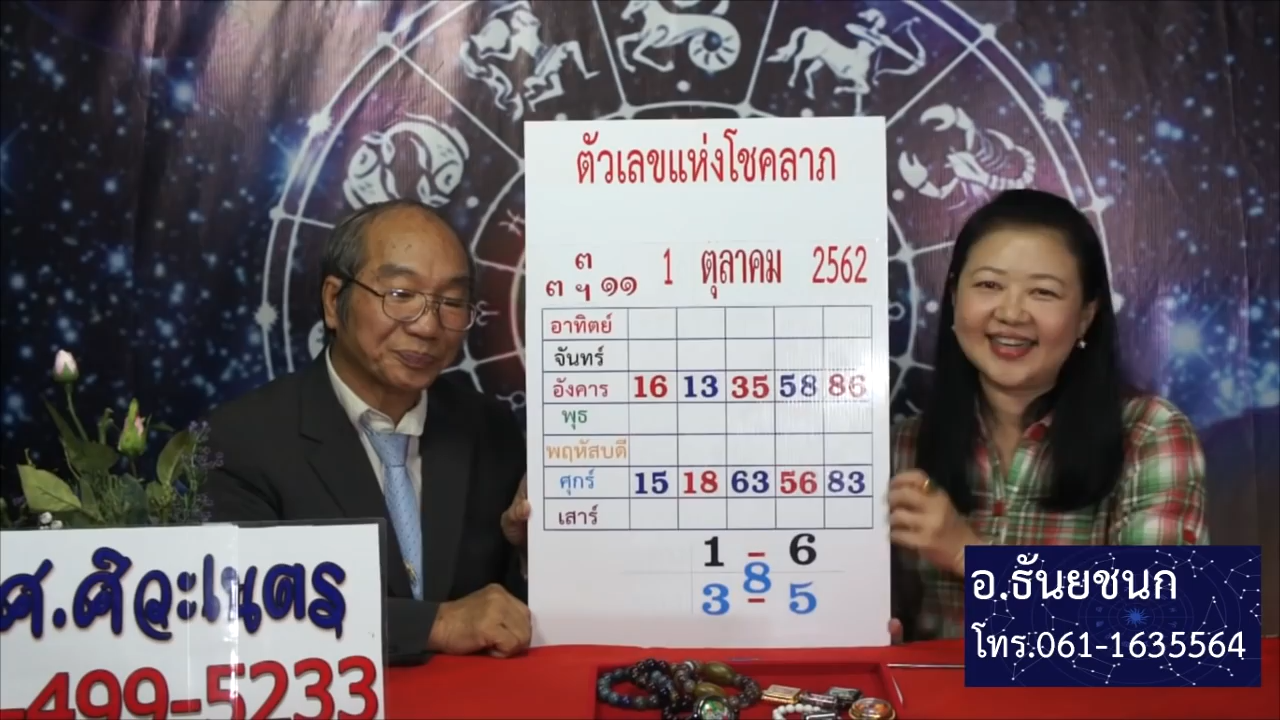 ตัวเลขแห่งโชคลาภ
๓
๓ ฯ ๑๑ 1 ตุลาคม 2562
อาทิตย์
จันทร์
อังคาร 16 13 35 58 86
พุธ
พฤหัสบดี
ศุกร์ 15 18 63 56 83
เสาร์
1 - 6
8
3 - 5
ศ.ศิวะเนตร
-499-5233
อ.ธันยชนก
โทร.061-1635564